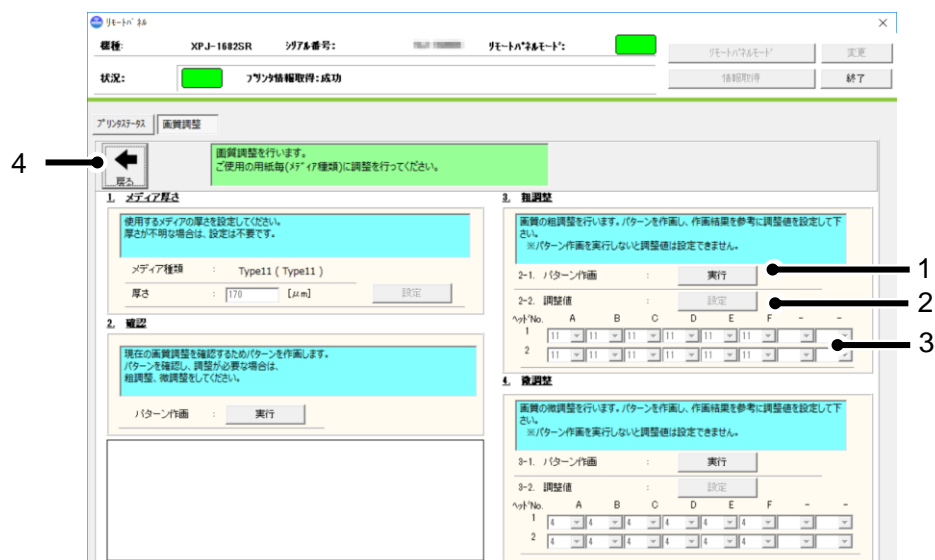 リモートパネル
機種: XPJ-1682SR シリアル番号: リモートパネルモード: リモートパネルモード 変更
状況: プリンタ情報取得:成功 情報取得 終了
プリンタステータス 画質調整
戻る
画質調整を行います。
ご使用の用紙毎(メディア種類)に調整を行ってください。
4
1. メディア厚さ
使用するメディアの厚さを設定してください。
厚さが不明な場合は、設定は不要です。
メディア種類 : Type11 ( Type11 )
厚さ : 170 [μm] 設定
2. 確認
現在の画質調整を確認するためパターンを作画します。
パターンを確認し、調整が必要な場合は、
粗調整、微調整をしてください。
パターン作画 : 実行
3. 粗調整
画質の粗調整を行います。パターンを作画し、作画結果を参考に調整値を設定して下
さい。
※パターン作画を実行しないと調整値は設定できません。
2-1. パターン作画 : 実行
1
2-2. 調整値 : 設定
2
ヘッドNo. A B C D E F - -
1 11 11 11 11 11 11
2 11 11 11 11 11 11
3
4. 微調整
画質の微調整を行います。パターンを作画し、作画結果を参考に調整値を設定して下
さい。
※パターン作画を実行しないと調整値は設定できません。
3-1. パターン作画 : 実行
3-2. 調整値 : 設定
ヘッドNo. A B C D E F - -
1 4 4 4 4 4 4
2 4 4 4 4 4 4